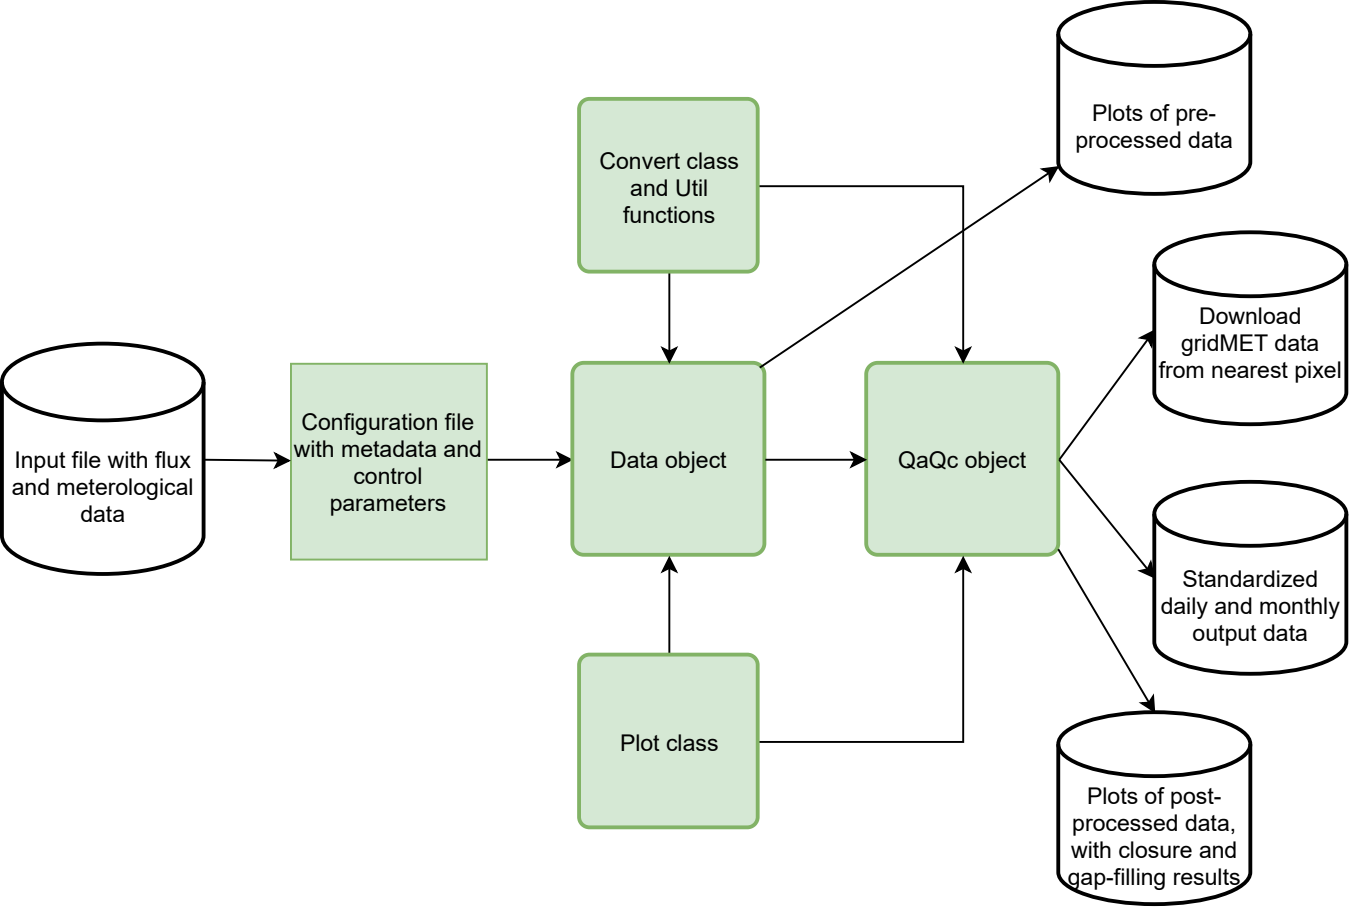 Plots of pre-
processed data
Convert class
and Util
functions
Download
gridMET data
from nearest pixel
Input file with flux
and meterological
data
Configuration file
with metadata and
control
parameters
Data object
QaQc object
Standardized
daily and monthly
output data
Plot class
Plots of post-
processed data,
with closure and
gap-filling results